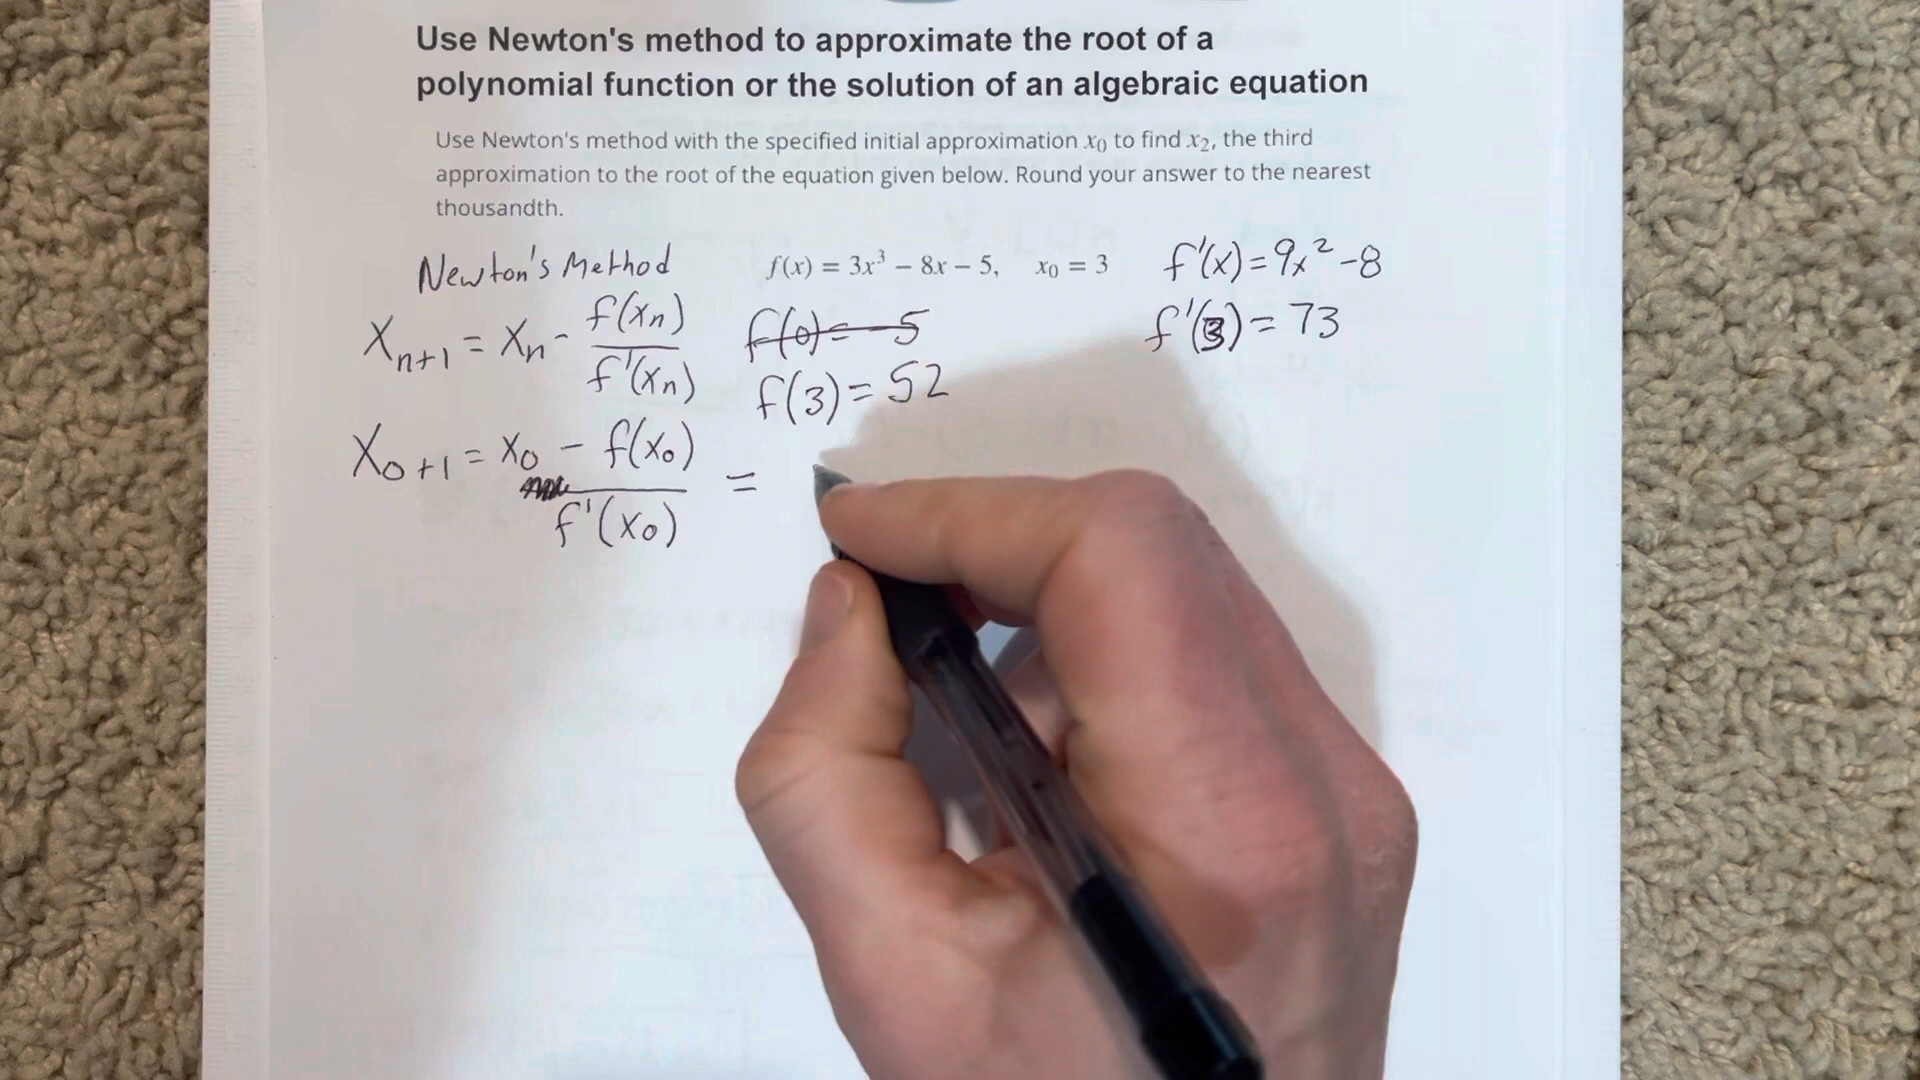 Use Newton's method to approximate the root of a
polynomial function or the solution of an algebraic equation
Use Newton's method with the specified initial approximation x₀ to find x₂, the third
approximation to the root of the equation given below. Round your answer to the nearest
thousandth.
Newton's Method
f(x) = 3x³ − 8x − 5, x₀ = 3
f'(x) = 9x² - 8
Xₙ₊₁ = Xₙ - f(xₙ) / f'(xₙ)
f(0) = -5
f'(3) = 73
f(3) = 52
X₀₊₁ = X₀ - f(x₀) / f'(x₀) =